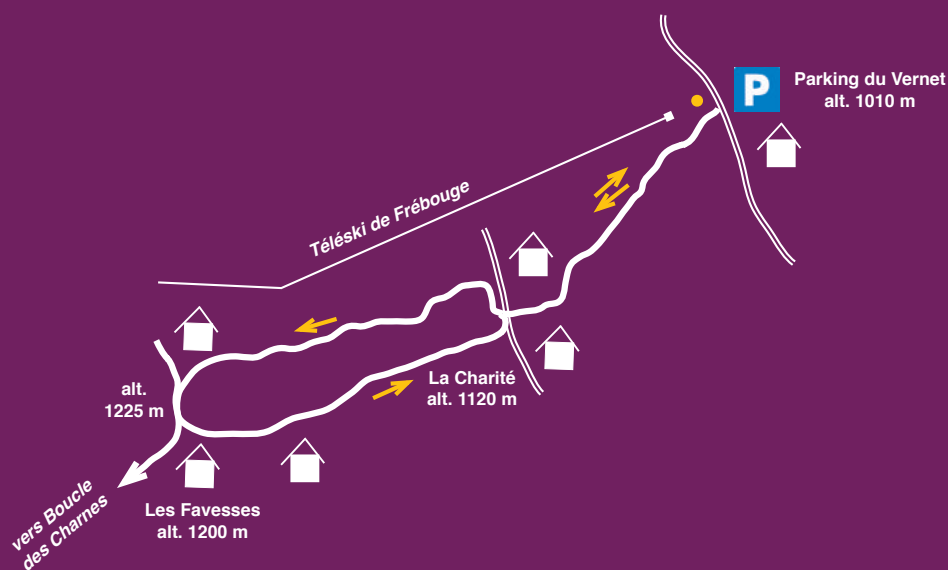 P
Parking du Vernet
alt. 1010 m
Téléski de Frébouge
La Charité
alt. 1120 m
alt.
1225 m
Les Favesses
alt. 1200 m
vers Boucle
des Charnes